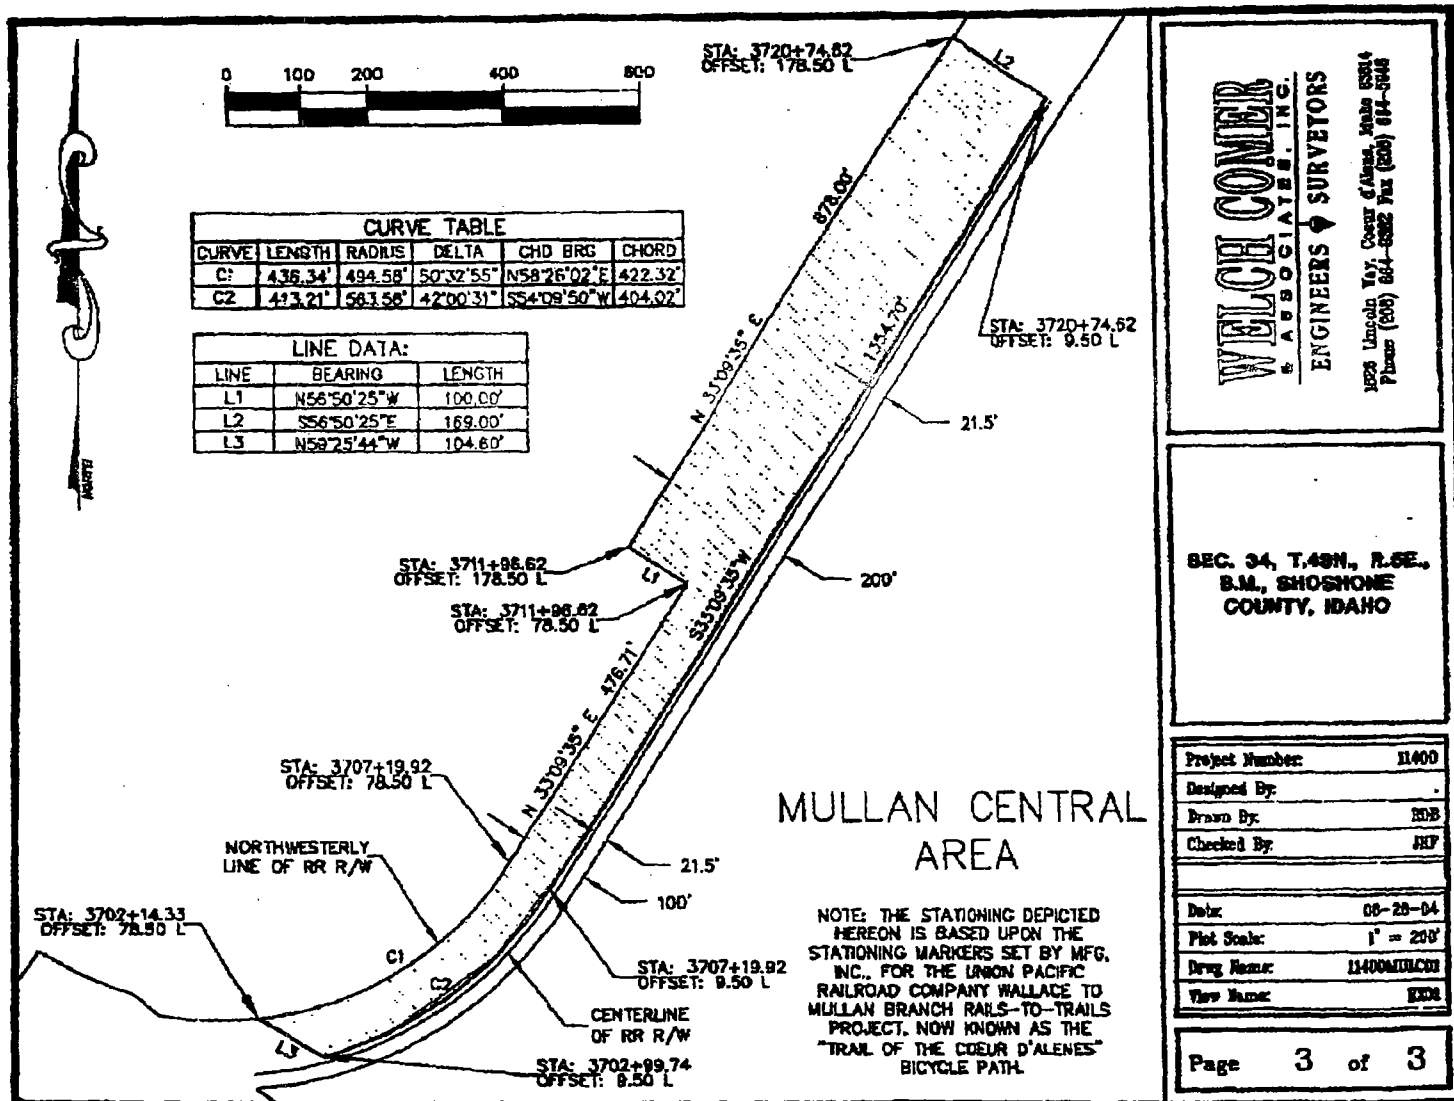 0 100 200 400 800
CURVE TABLE
CURVE LENGTH RADIUS DELTA CHD BRG CHORD
C1 436.34' 494.58' 50°32'55" N58°26'02"E 422.32'
C2 413.21' 563.56' 42°00'31" S54°09'50"W 404.02'
LINE DATA:
LINE BEARING LENGTH
L1 N56°50'25"W 100.00'
L2 S56°50'25"E 169.00'
L3 N59°25'44"W 104.60'
STA: 3720+74.62
OFFSET: 178.50 L
L2
878.00'
N 33°09'35" E
1354.70'
STA: 3720+74.62
OFFSET: 9.50 L
21.5'
STA: 3711+96.62
OFFSET: 178.50 L
L1
STA: 3711+96.62
OFFSET: 78.50 L
200'
S33°09'35"W
N 33°09'35" E 476.71'
STA: 3707+19.92
OFFSET: 78.50 L
NORTHWESTERLY
LINE OF RR R/W
21.5'
100'
STA: 3702+14.33
OFFSET: 78.50 L
C1
C2
L3
STA: 3707+19.92
OFFSET: 9.50 L
CENTERLINE
OF RR R/W
STA: 3702+99.74
OFFSET: 9.50 L
MULLAN CENTRAL
AREA
NOTE: THE STATIONING DEPICTED
HEREON IS BASED UPON THE
STATIONING MARKERS SET BY MFG,
INC., FOR THE UNION PACIFIC
RAILROAD COMPANY WALLACE TO
MULLAN BRANCH RAILS-TO-TRAILS
PROJECT, NOW KNOWN AS THE
"TRAIL OF THE COEUR D'ALENES"
BICYCLE PATH.
WELCH COMER
& ASSOCIATES, INC.
ENGINEERS SURVEYORS
Lincoln Way, Coeur d'Alene, Idaho
Phone (208) Fax (208)
SEC. 34, T.48N., R.5E.,
B.M., SHOSHONE
COUNTY, IDAHO
Project Number: 11400
Designed By: .
Drawn By:
Checked By:
Date: 06-28-04
Plot Scale: 1" = 200'
Drwg Name:
View Name:
Page 3 of 3